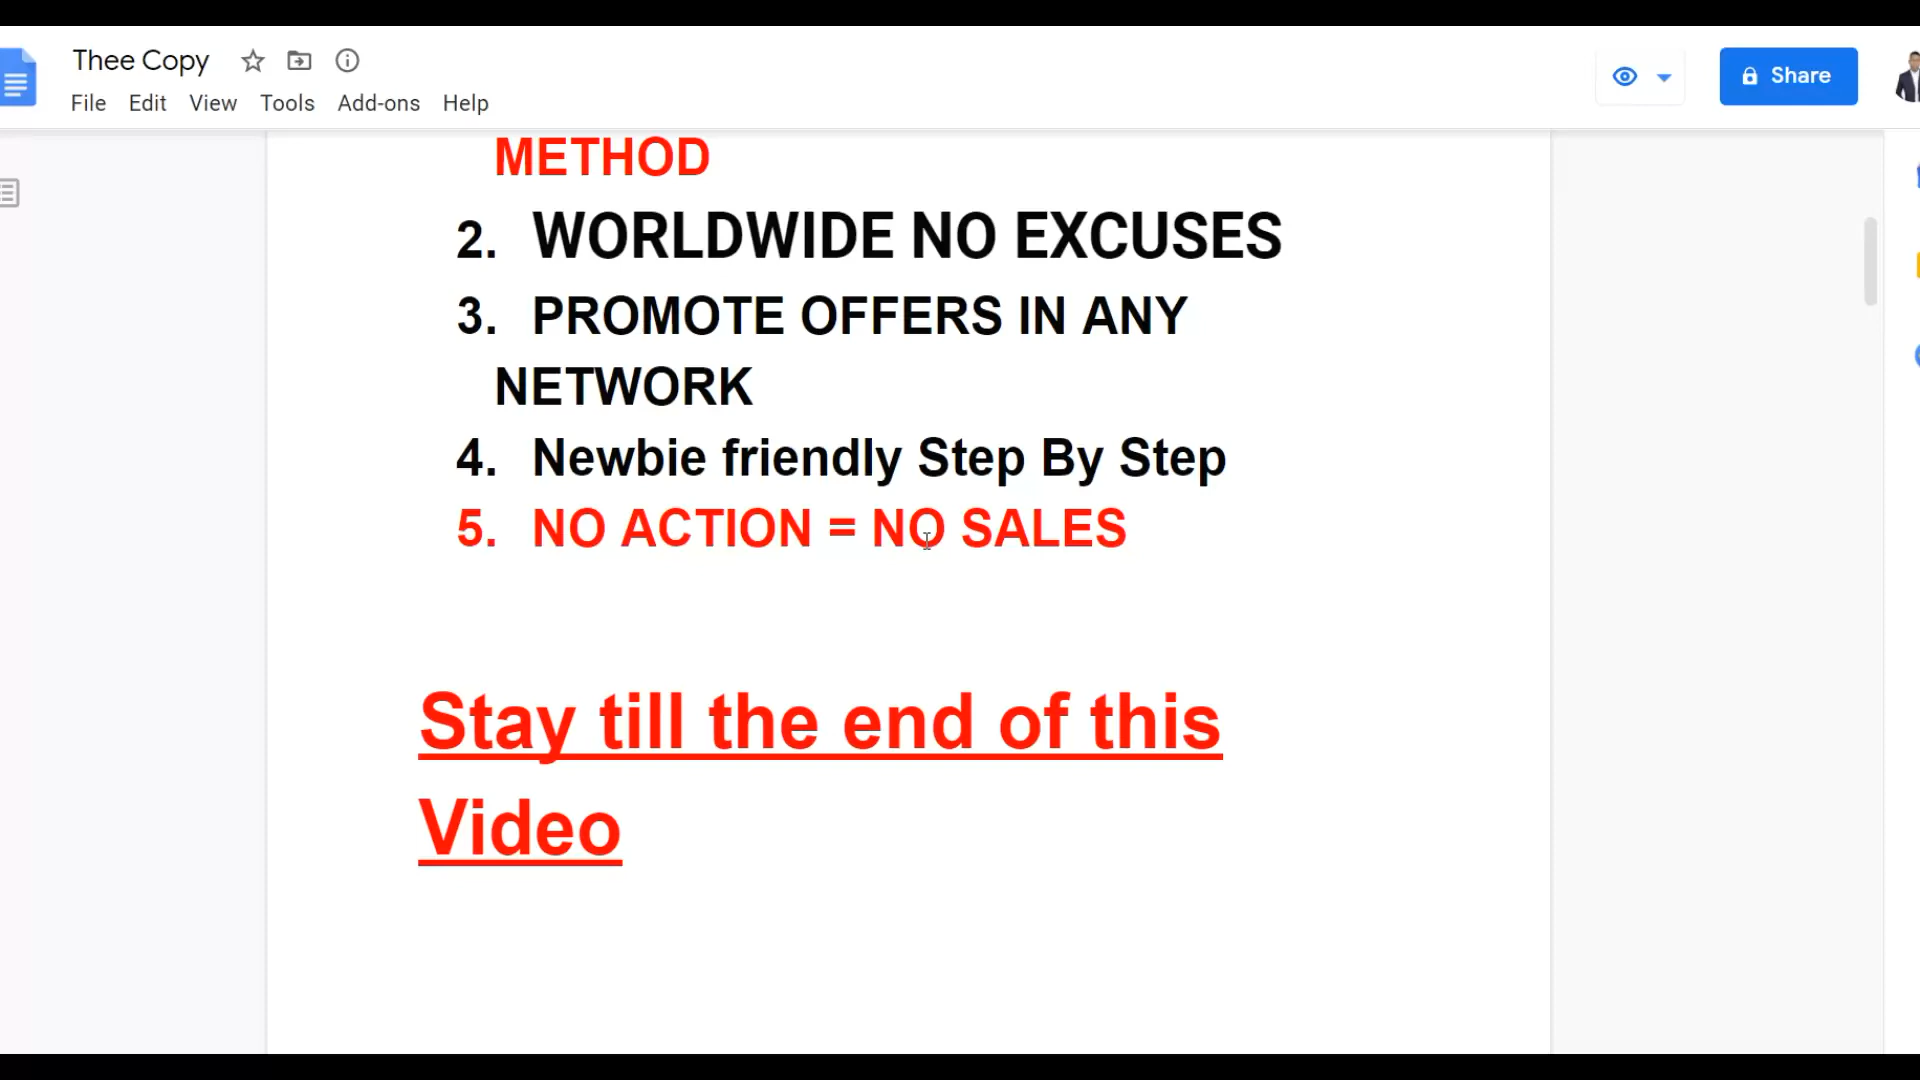 Thee Copy
File Edit View Tools Add-ons Help
Share
METHOD
2. WORLDWIDE NO EXCUSES
3. PROMOTE OFFERS IN ANY
NETWORK
4. Newbie friendly Step By Step
5. NO ACTION = NO SALES
Stay till the end of this
Video